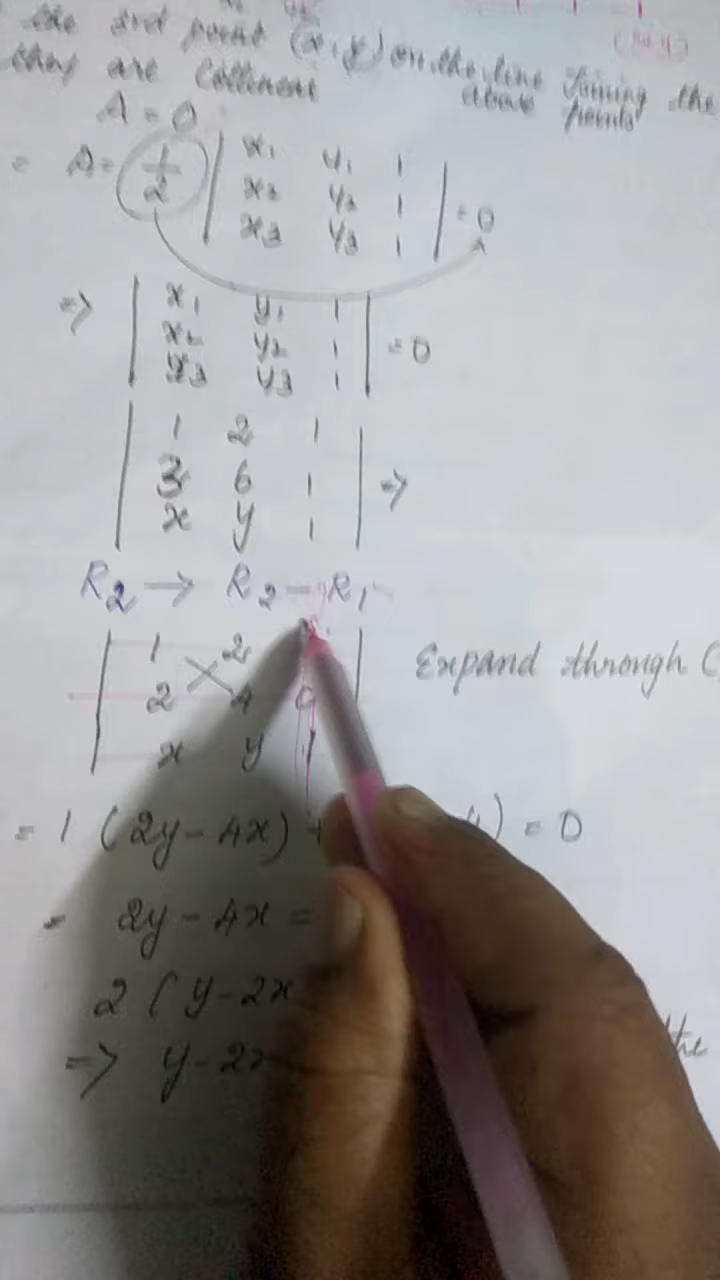 the 3rd point (x, y) on the line Joining the
they are Collinear above points
A = 0
= A = 1/2 | x₁ y₁ 1
x₂ y₂ 1
x₃ y₃ 1 | = 0
=> | x₁ y₁ 1
x₂ y₂ 1
x₃ y₃ 1 | = 0
| 1 2 1
3 6 1
x y 1 | =>
R₂ → R₂ - R₁
| 1 2 |
2 4 0
x y 1
Expand through C
= 1 (2y - 4x) + 4) = 0
= 2y - 4x =
2 (y - 2x
=> y - 2x
the